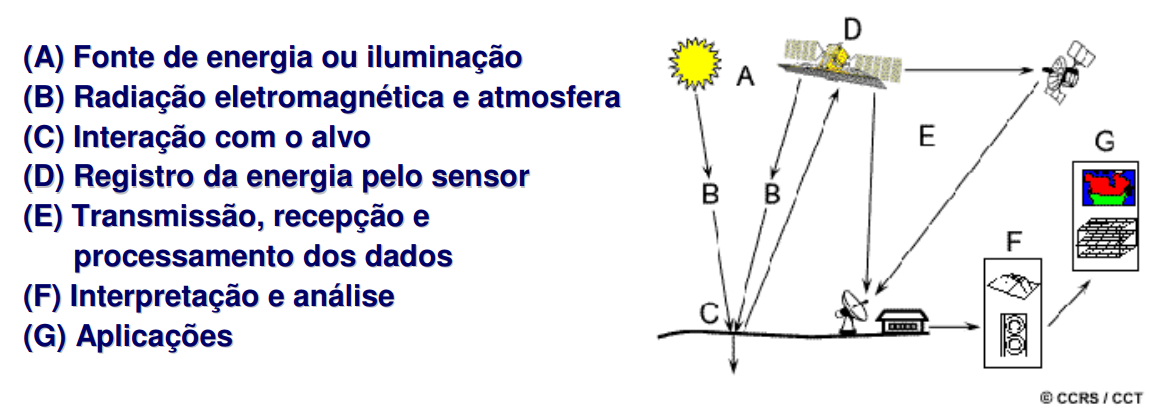 (A) Fonte de energia ou iluminação
(B) Radiação eletromagnética e atmosfera
(C) Interação com o alvo
(D) Registro da energia pelo sensor
(E) Transmissão, recepção e
processamento dos dados
(F) Interpretação e análise
(G) Aplicações
D
A
E
G
B
B
F
C
© CCRS / CCT